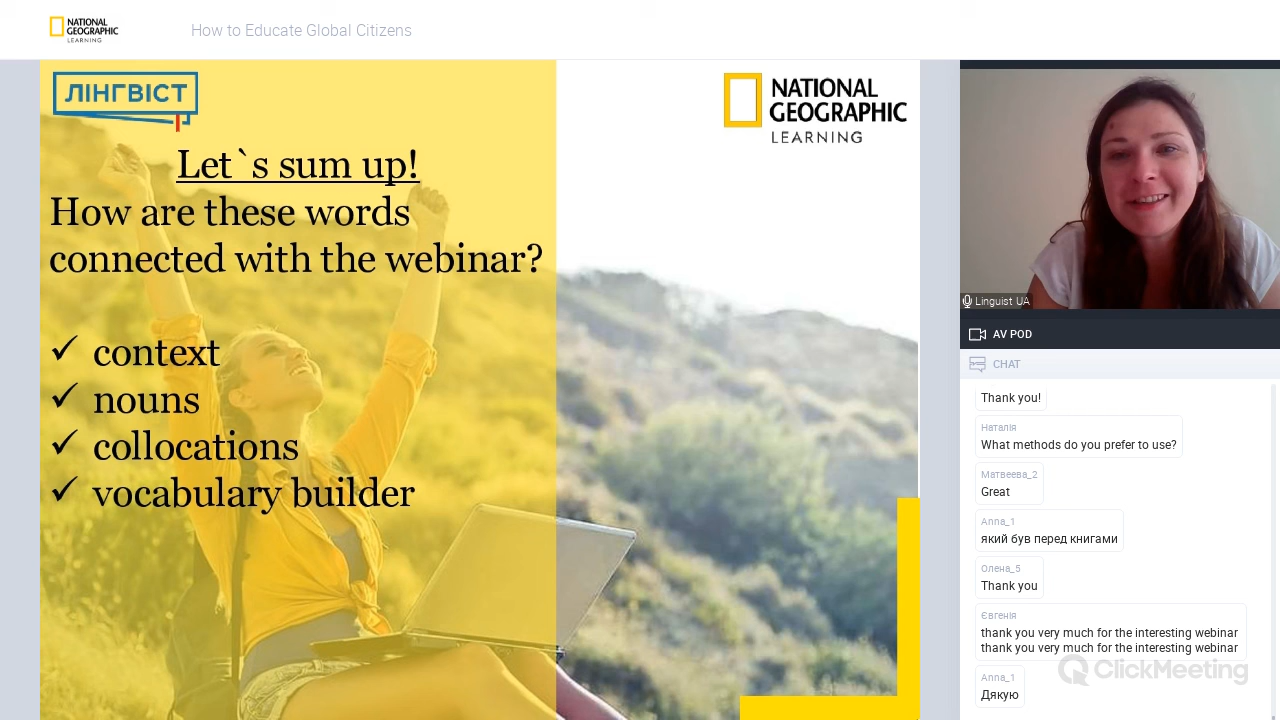 NATIONAL
GEOGRAPHIC
LEARNING
How to Educate Global Citizens
ЛІНГВІСТ
NATIONAL
GEOGRAPHIC
LEARNING
Let`s sum up!
How are these words
connected with the webinar?
✓ context
✓ nouns
✓ collocations
✓ vocabulary builder
Linguist UA
AV POD
CHAT
Thank you!
Наталія
What methods do you prefer to use?
Матвеева_2
Great
Anna_1
який був перед книгами
Олена_5
Thank you
Євгенія
thank you very much for the interesting webinar
thank you very much for the interesting webinar
ClickMeeting
Anna_1
Дякую